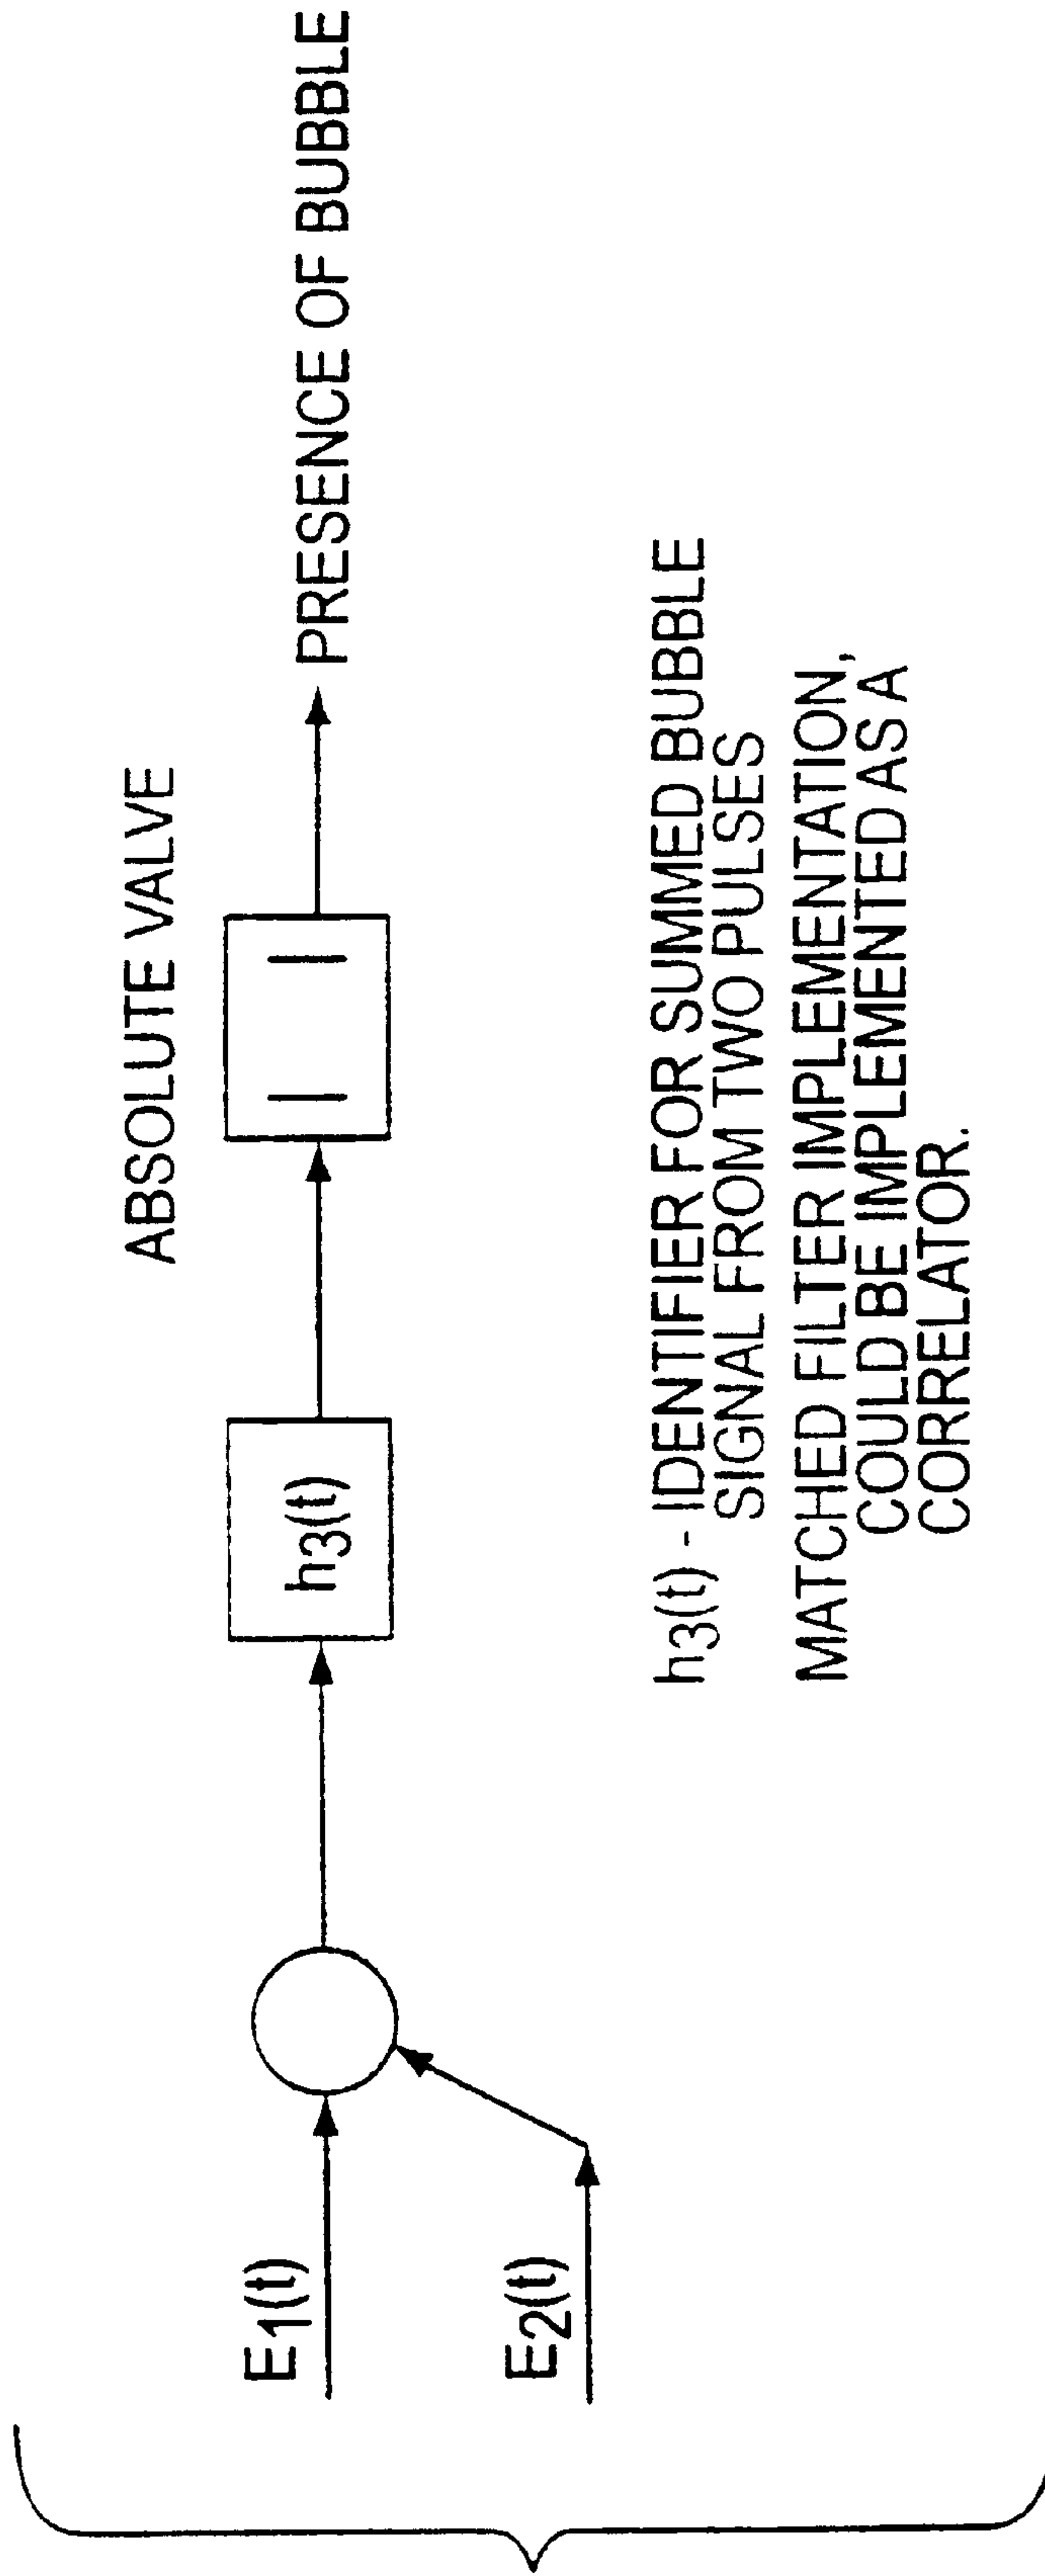 ABSOLUTE VALVE
E1(t)
E2(t)
h3(t)
| |
PRESENCE OF BUBBLE
h3(t) - IDENTIFIER FOR SUMMED BUBBLE
SIGNAL FROM TWO PULSES
MATCHED FILTER IMPLEMENTATION,
COULD BE IMPLEMENTED AS A
CORRELATOR.